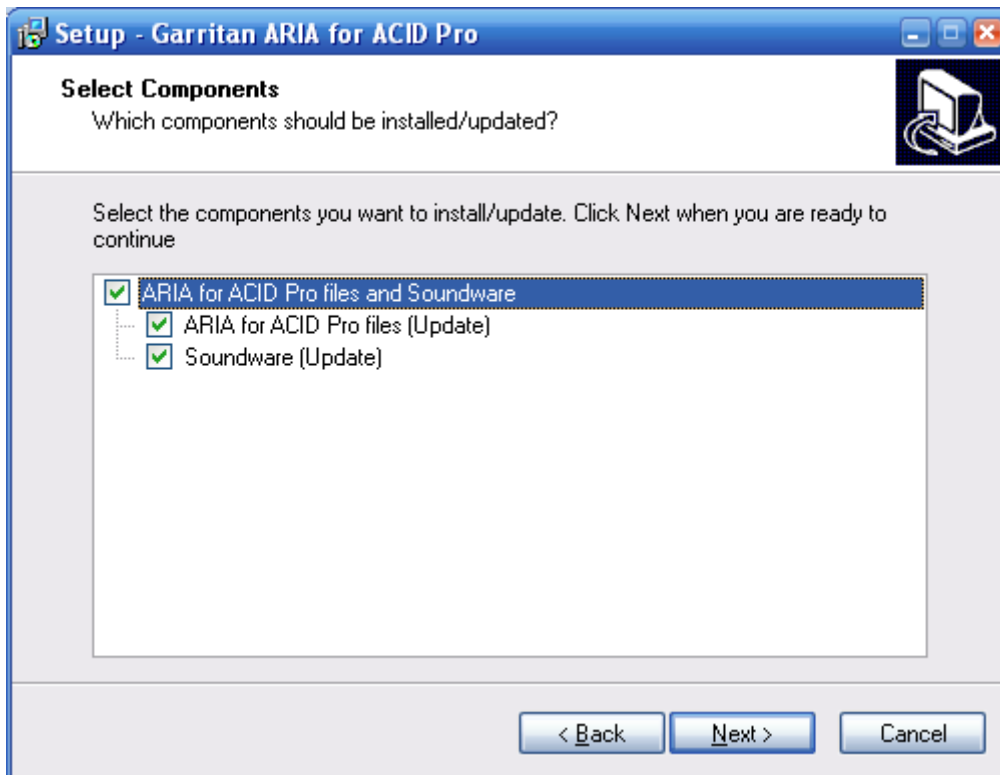 Setup - Garritan ARIA for ACID Pro
Select Components
Which components should be installed/updated?
Select the components you want to install/update. Click Next when you are ready to
continue
ARIA for ACID Pro files and Soundware
ARIA for ACID Pro files (Update)
Soundware (Update)
< Back
Next >
Cancel